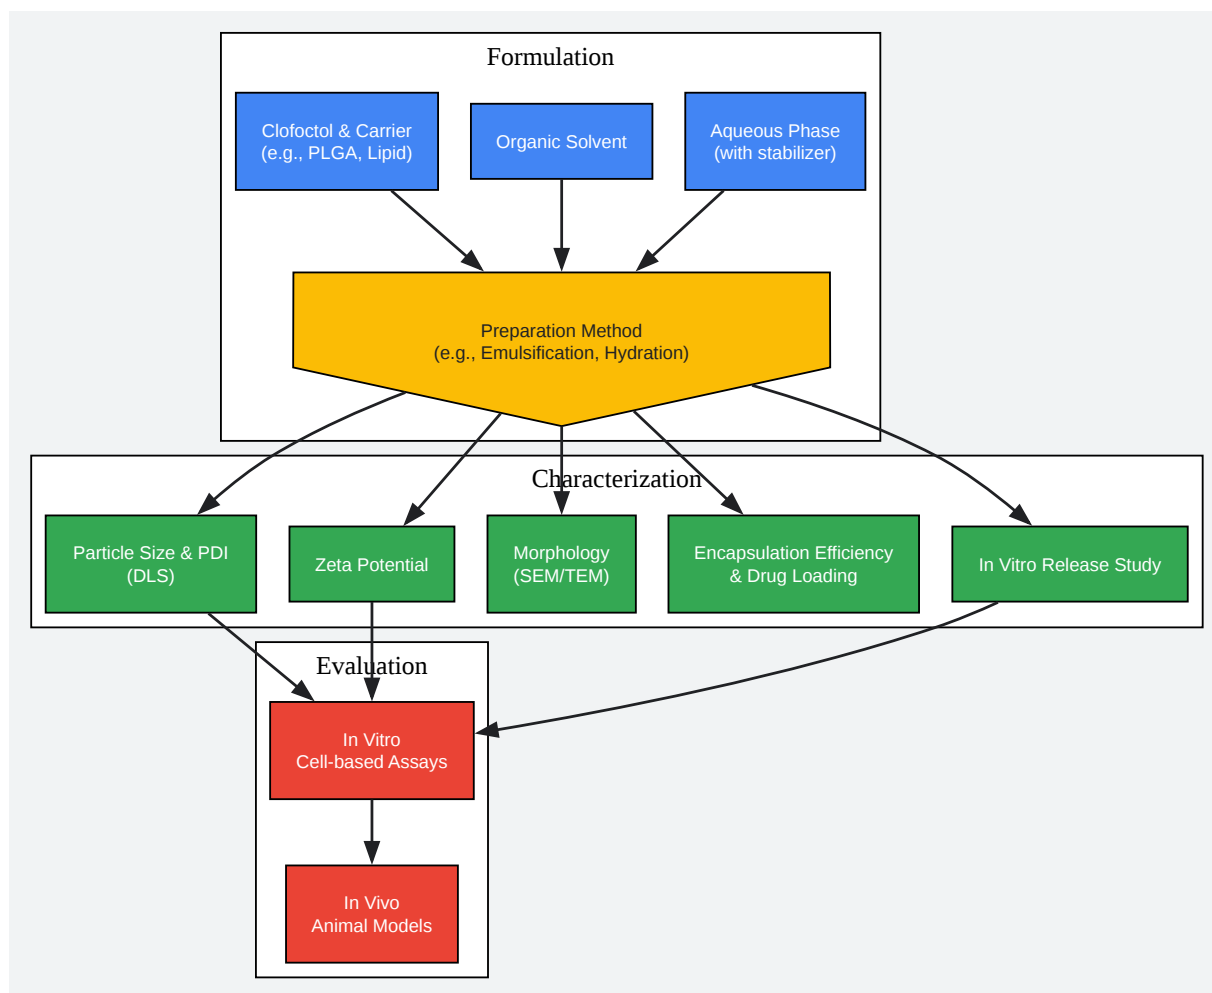 Formulation
Clofoctol & Carrier
(e.g., PLGA, Lipid)
Organic Solvent
Aqueous Phase
(with stabilizer)
Preparation Method
(e.g., Emulsification, Hydration)
Characterization
Particle Size & PDI
(DLS)
Zeta Potential
Morphology
(SEM/TEM)
Encapsulation Efficiency
& Drug Loading
In Vitro Release Study
Evaluation
In Vitro
Cell-based Assays
In Vivo
Animal Models